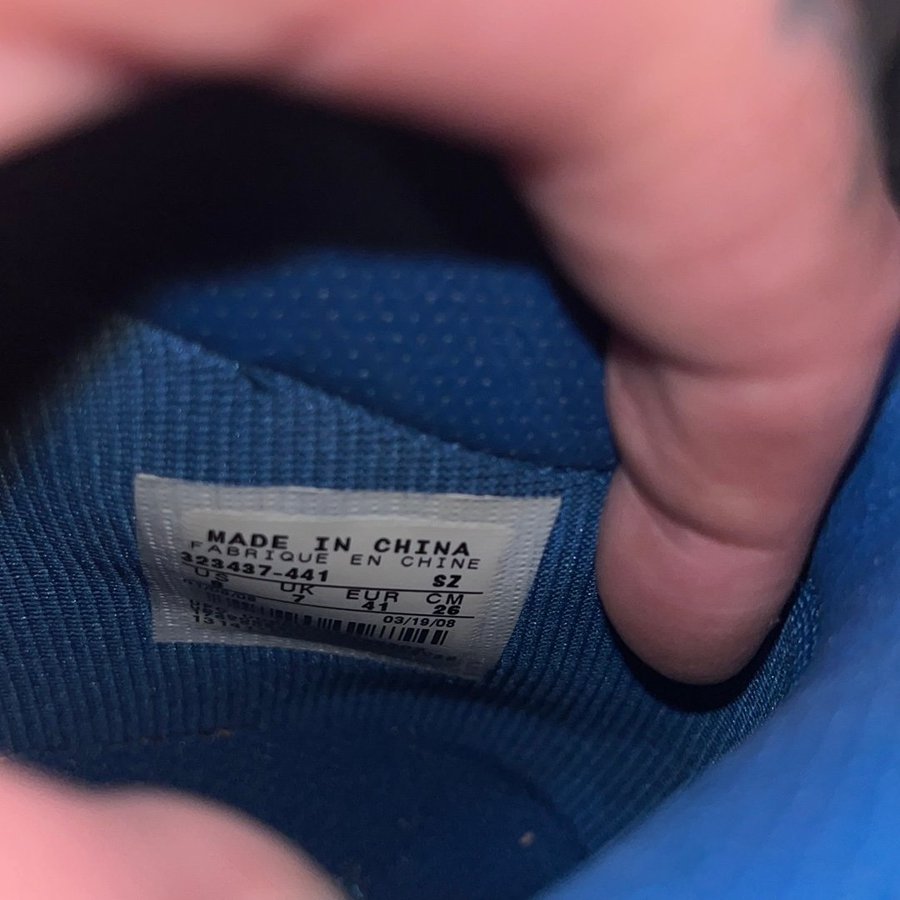 MADE IN CHINA
FABRIQUE EN CHINE
323437-441 SZ
US UK EUR CM
8 7 41 26
03/19/08